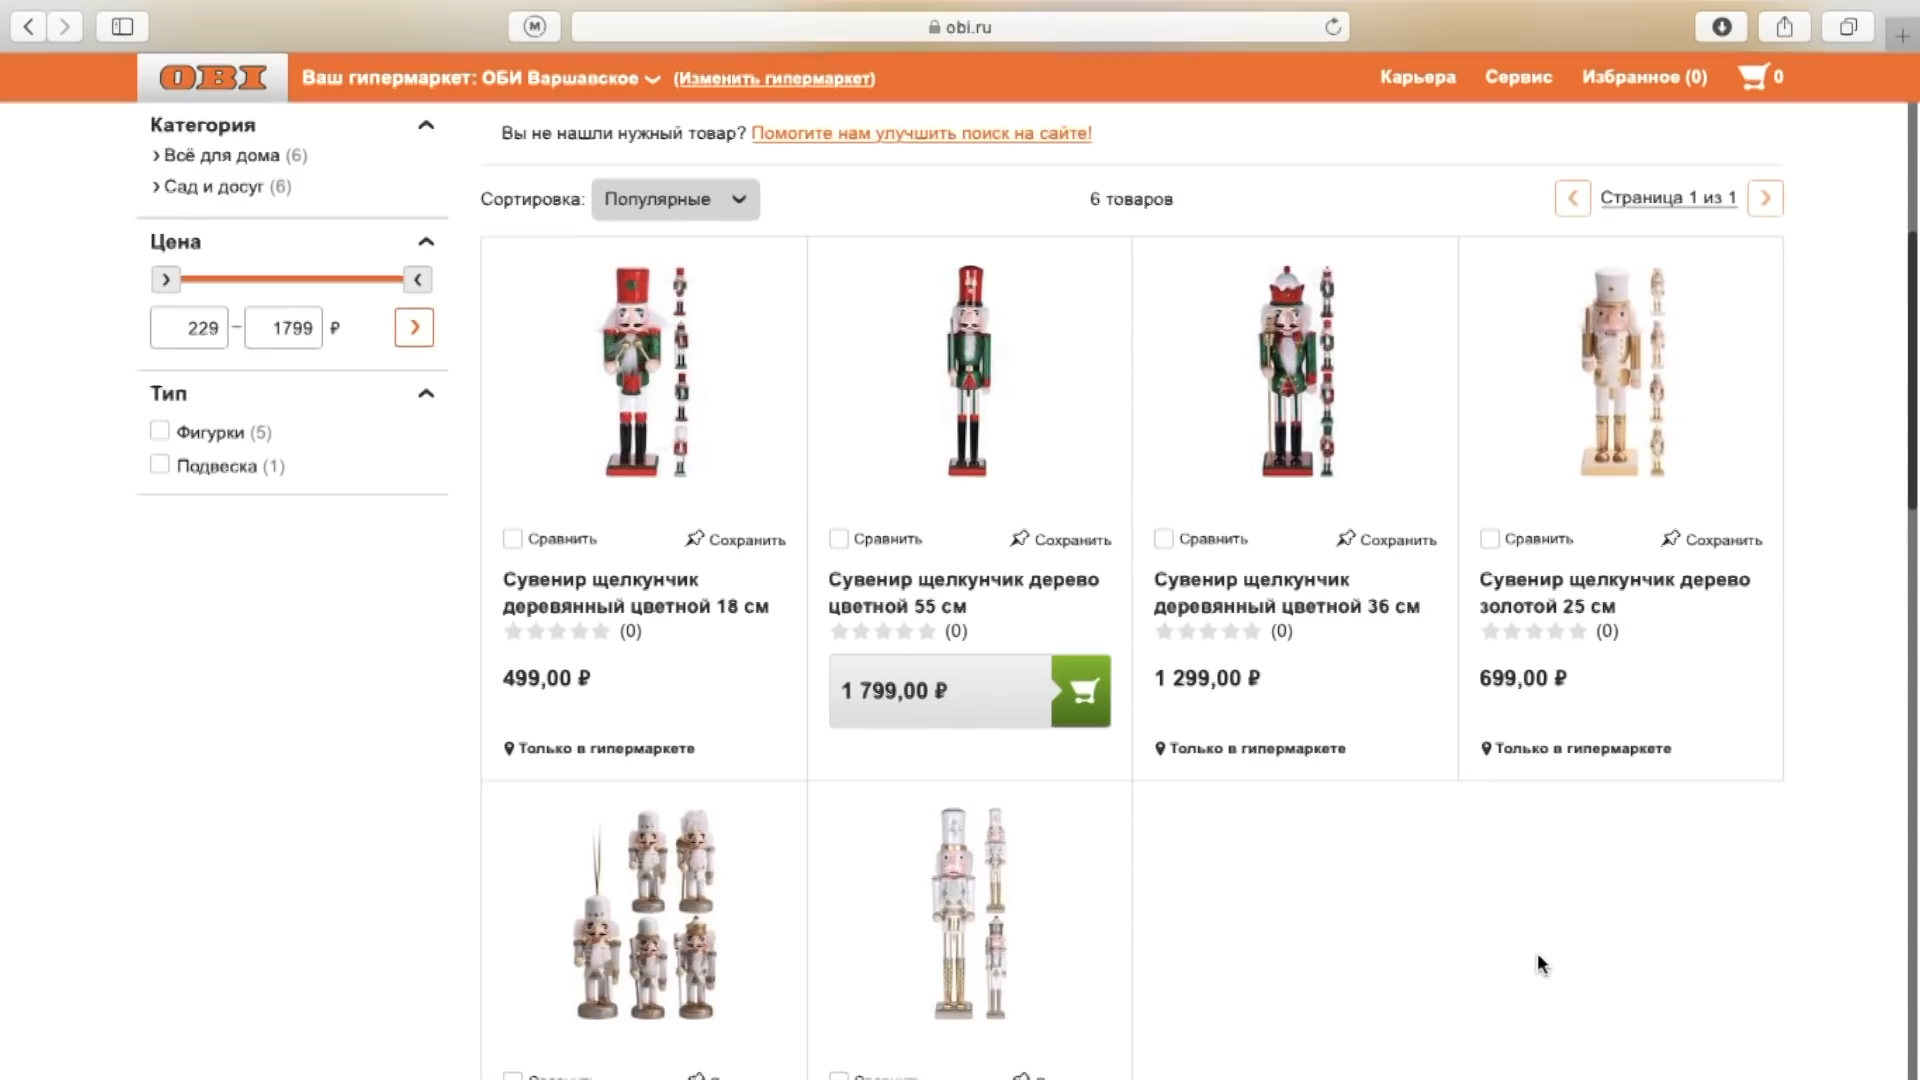 M
obi.ru
OBI
Ваш гипермаркет: ОБИ Варшавское (Изменить гипермаркет)
Карьера Сервис Избранное (0) 0
Категория
Всё для дома (6)
Сад и досуг (6)
Цена
229 – 1799 ₽
Тип
Фигурки (5)
Подвеска (1)
Вы не нашли нужный товар? Помогите нам улучшить поиск на сайте!
Сортировка: Популярные
6 товаров
Страница 1 из 1
Сравнить Сохранить
Сувенир щелкунчик
деревянный цветной 18 см
(0)
499,00 ₽
Только в гипермаркете
Сравнить Сохранить
Сувенир щелкунчик дерево
цветной 55 см
(0)
1 799,00 ₽
Сравнить Сохранить
Сувенир щелкунчик
деревянный цветной 36 см
(0)
1 299,00 ₽
Только в гипермаркете
Сравнить Сохранить
Сувенир щелкунчик дерево
золотой 25 см
(0)
699,00 ₽
Только в гипермаркете